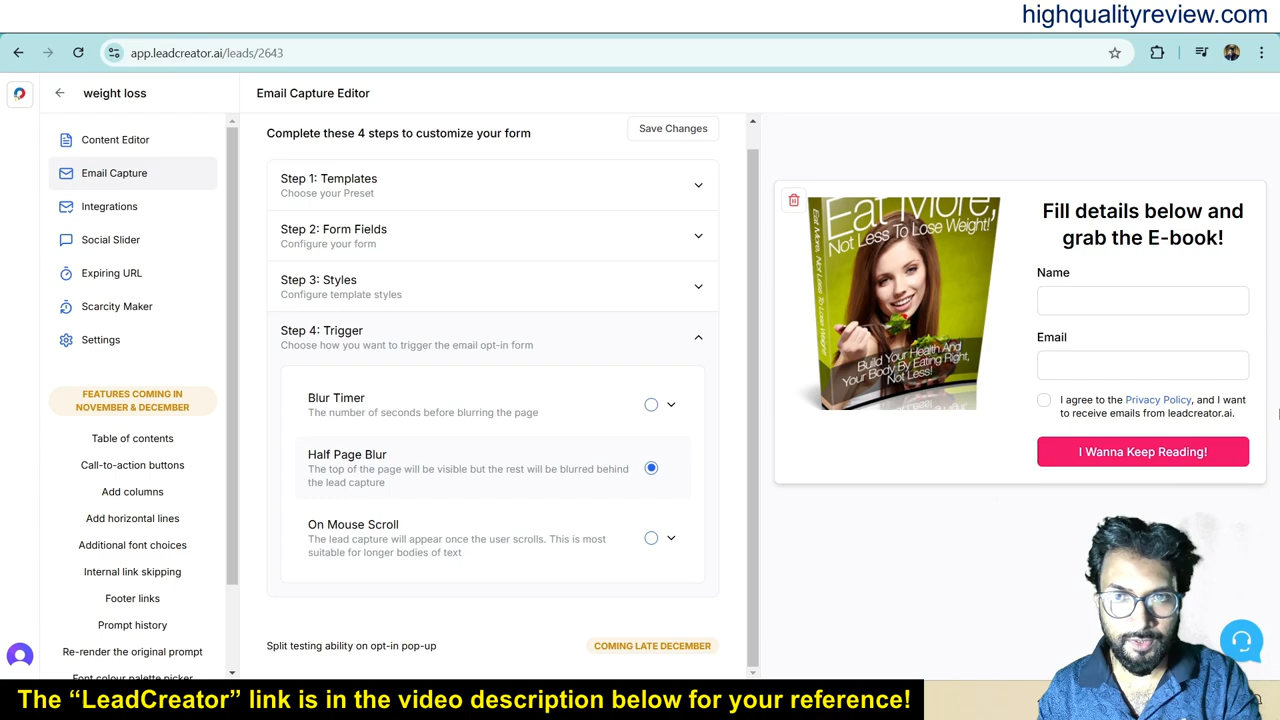 highqualityreview.com
app.leadcreator.ai/leads/2643
weight loss
Email Capture Editor
Content Editor
Email Capture
Integrations
Social Slider
Expiring URL
Scarcity Maker
Settings
FEATURES COMING IN
NOVEMBER & DECEMBER
Table of contents
Call-to-action buttons
Add columns
Add horizontal lines
Additional font choices
Internal link skipping
Footer links
Prompt history
Re-render the original prompt
Font colour palette picker
Complete these 4 steps to customize your form
Save Changes
Step 1: Templates
Choose your Preset
Step 2: Form Fields
Configure your form
Step 3: Styles
Configure template styles
Step 4: Trigger
Choose how you want to trigger the email opt-in form
Blur Timer
The number of seconds before blurring the page
Half Page Blur
The top of the page will be visible but the rest will be blurred behind
the lead capture
On Mouse Scroll
The lead capture will appear once the user scrolls. This is most
suitable for longer bodies of text
Split testing ability on opt-in pop-up
COMING LATE DECEMBER
Eat More,
Not Less To Lose Weight!
Eat More, Not Less To Lose Weight!
Build Your Health And
Your Body By Eating Right,
Not Less!
Fill details below and
grab the E-book!
Name
Email
I agree to the Privacy Policy, and I want
to receive emails from leadcreator.ai.
I Wanna Keep Reading!
The “LeadCreator” link is in the video description below for your reference!